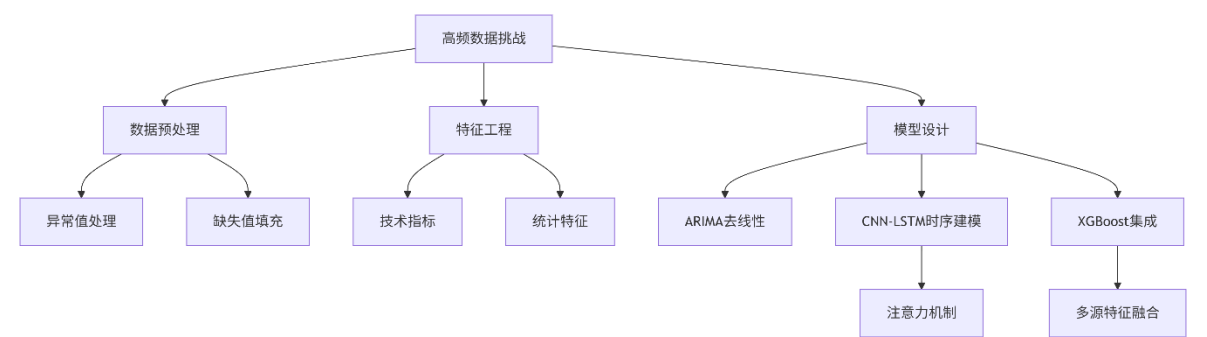 高频数据挑战
数据预处理
特征工程
模型设计
异常值处理
缺失值填充
技术指标
统计特征
ARIMA去线性
CNN-LSTM时序建模
XGBoost集成
注意力机制
多源特征融合